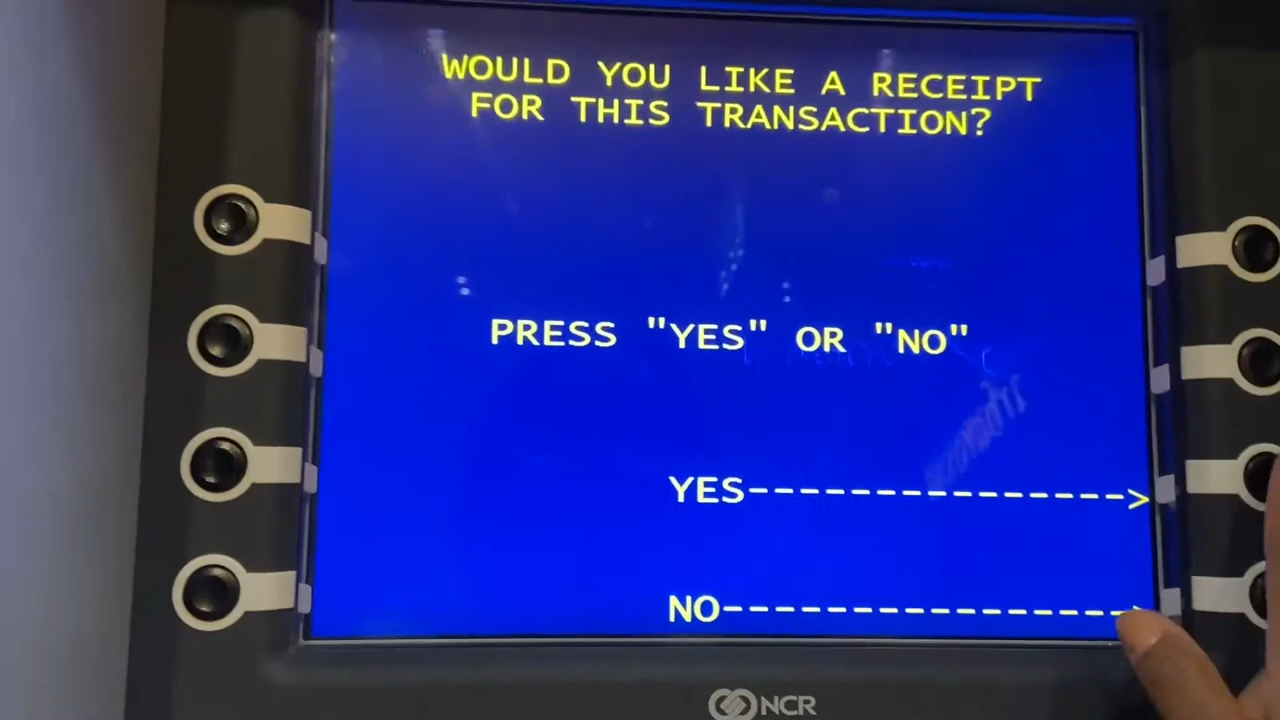 WOULD YOU LIKE A RECEIPT
FOR THIS TRANSACTION?
PRESS "YES" OR "NO"
YES--------------->
NO----------------
NCR